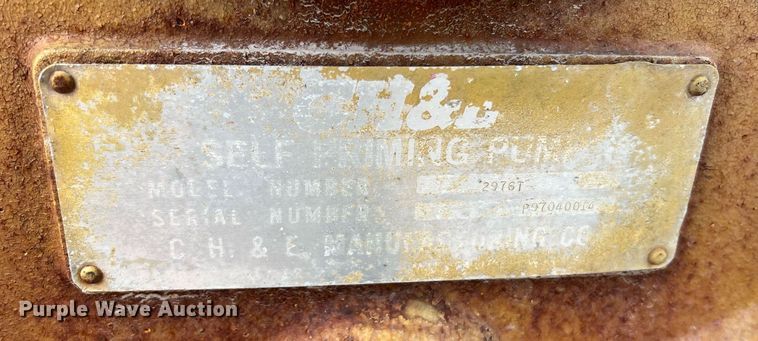 CH&E
SELF PRIMING PUMP
MODEL NUMBER 2976T
SERIAL NUMBER P97040014
C. H. & E. MANUFACTURING CO
Purple Wave Auction